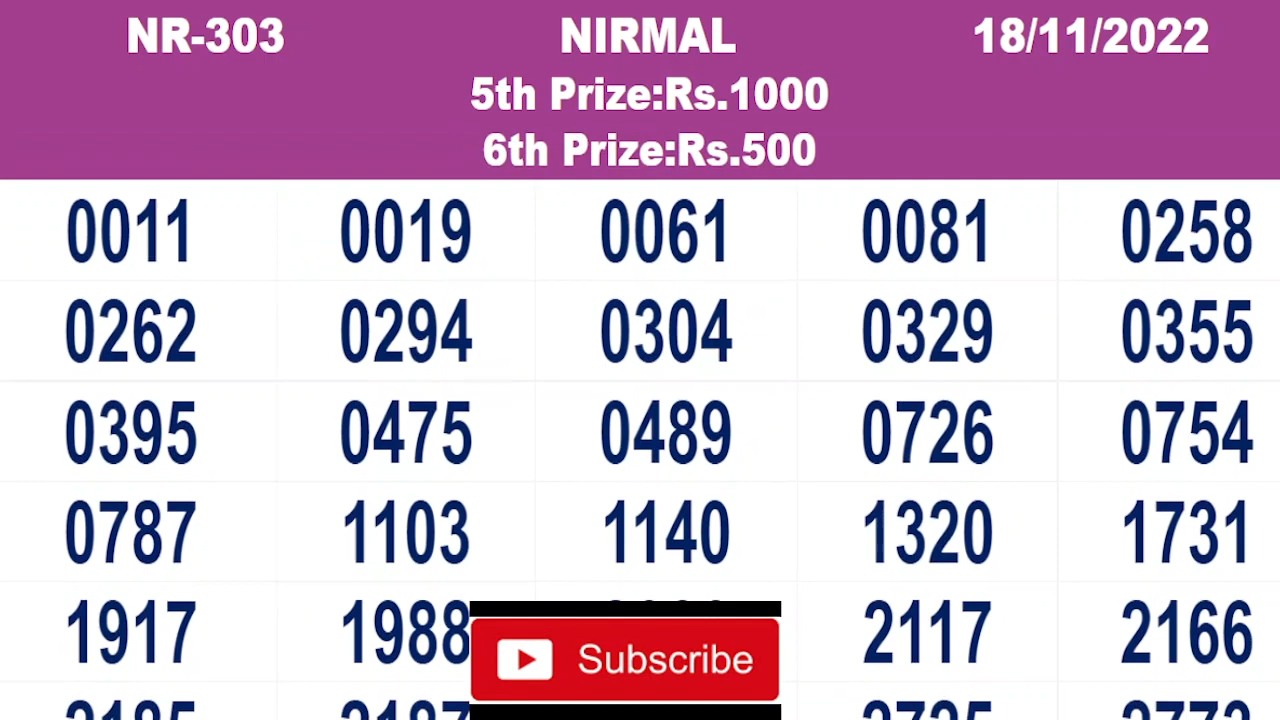 NR-303 NIRMAL 18/11/2022
5th Prize:Rs.1000
6th Prize:Rs.500
0011 0019 0061 0081 0258
0262 0294 0304 0329 0355
0395 0475 0489 0726 0754
0787 1103 1140 1320 1731
1917 1988 2117 2166
Subscribe